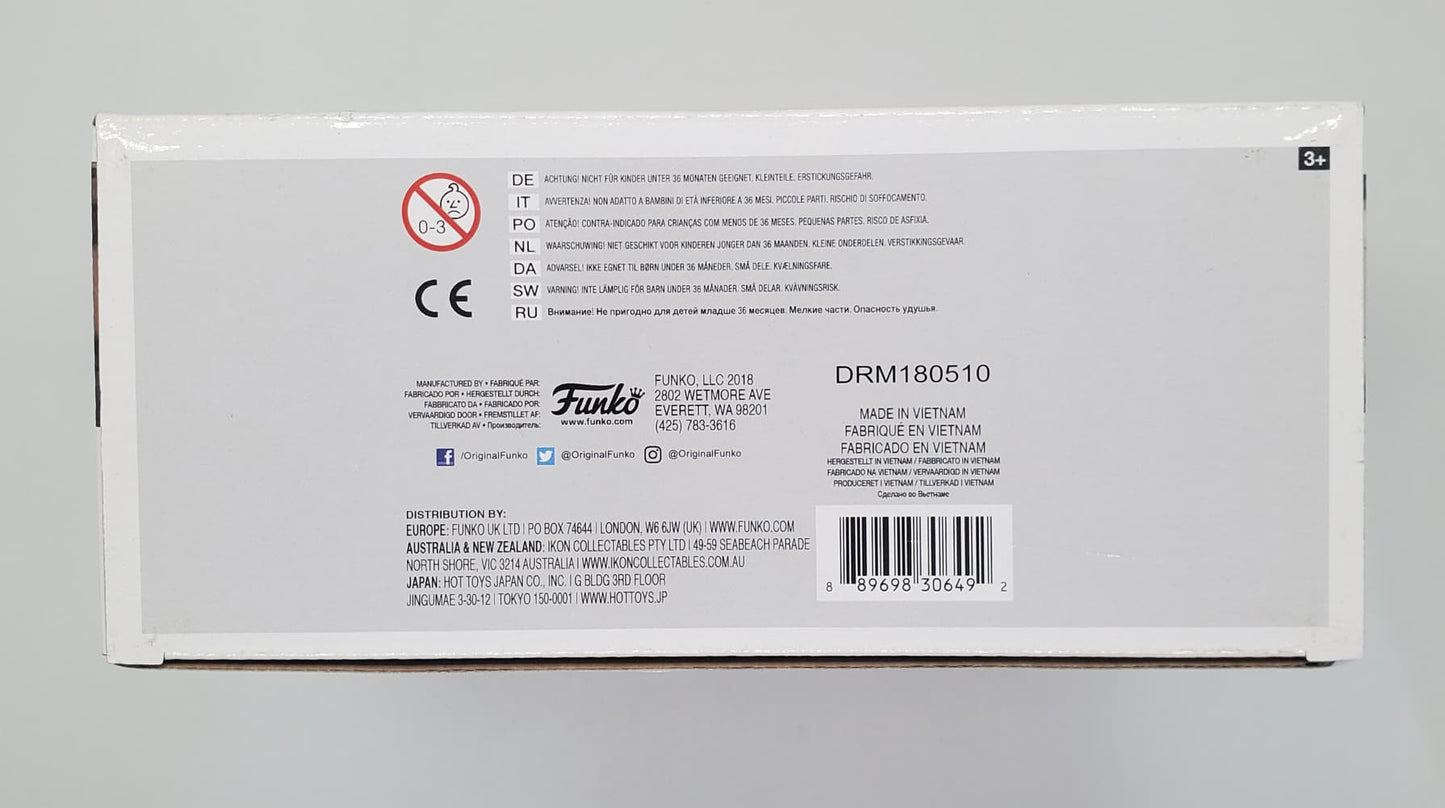 3+
0-3
DE ACHTUNG! NICHT FÜR KINDER UNTER 36 MONATEN GEEIGNET. KLEINTEILE. ERSTICKUNGSGEFAHR.
IT AVVERTENZA! NON ADATTO A BAMBINI DI ETÀ INFERIORE A 36 MESI. PICCOLE PARTI. RISCHIO DI SOFFOCAMENTO.
PO ATENÇÃO! CONTRA-INDICADO PARA CRIANÇAS COM MENOS DE 36 MESES. PEQUENAS PARTES. RISCO DE ASFIXIA.
NL WAARSCHUWING! NIET GESCHIKT VOOR KINDEREN JONGER DAN 36 MAANDEN. KLEINE ONDERDELEN. VERSTIKKINGSGEVAAR.
DA ADVARSEL! IKKE EGNET TIL BØRN UNDER 36 MÅNEDER. SMÅ DELE. KVÆLNINGSFARE.
SW VARNING! INTE LÄMPLIG FÖR BARN UNDER 36 MÅNADER. SMÅ DELAR. KVÄVNINGSRISK.
RU Внимание! Не пригодно для детей младше 36 месяцев. Мелкие части. Опасность удушья.
CE
MANUFACTURED BY • FABRIQUÉ PAR:
FABRICADO POR • HERGESTELLT DURCH:
FABBRICATO DA • FABRICADO POR:
VERVAARDIGD DOOR • FREMSTILLET AF:
TILLVERKAD AV • Производитель:
Funko
www.funko.com
FUNKO, LLC 2018
2802 WETMORE AVE
EVERETT, WA 98201
(425) 783-3616
/OriginalFunko @OriginalFunko @OriginalFunko
DRM180510
MADE IN VIETNAM
FABRIQUÉ EN VIETNAM
FABRICADO EN VIETNAM
HERGESTELLT IN VIETNAM / FABBRICATO IN VIETNAM
FABRICADO NA VIETNAM / VERVAARDIGD IN VIETNAM
PRODUCERET I VIETNAM / TILLVERKAD I VIETNAM
Сделано во Вьетнаме
DISTRIBUTION BY:
EUROPE: FUNKO UK LTD | PO BOX 74644 | LONDON, W6 6JW (UK) | WWW.FUNKO.COM
AUSTRALIA & NEW ZEALAND: IKON COLLECTABLES PTY LTD | 49-59 SEABEACH PARADE
NORTH SHORE, VIC 3214 AUSTRALIA | WWW.IKONCOLLECTABLES.COM.AU
JAPAN: HOT TOYS JAPAN CO., INC. | G BLDG 3RD FLOOR
JINGUMAE 3-30-12 | TOKYO 150-0001 | WWW.HOTTOYS.JP
8 89698 30649 2